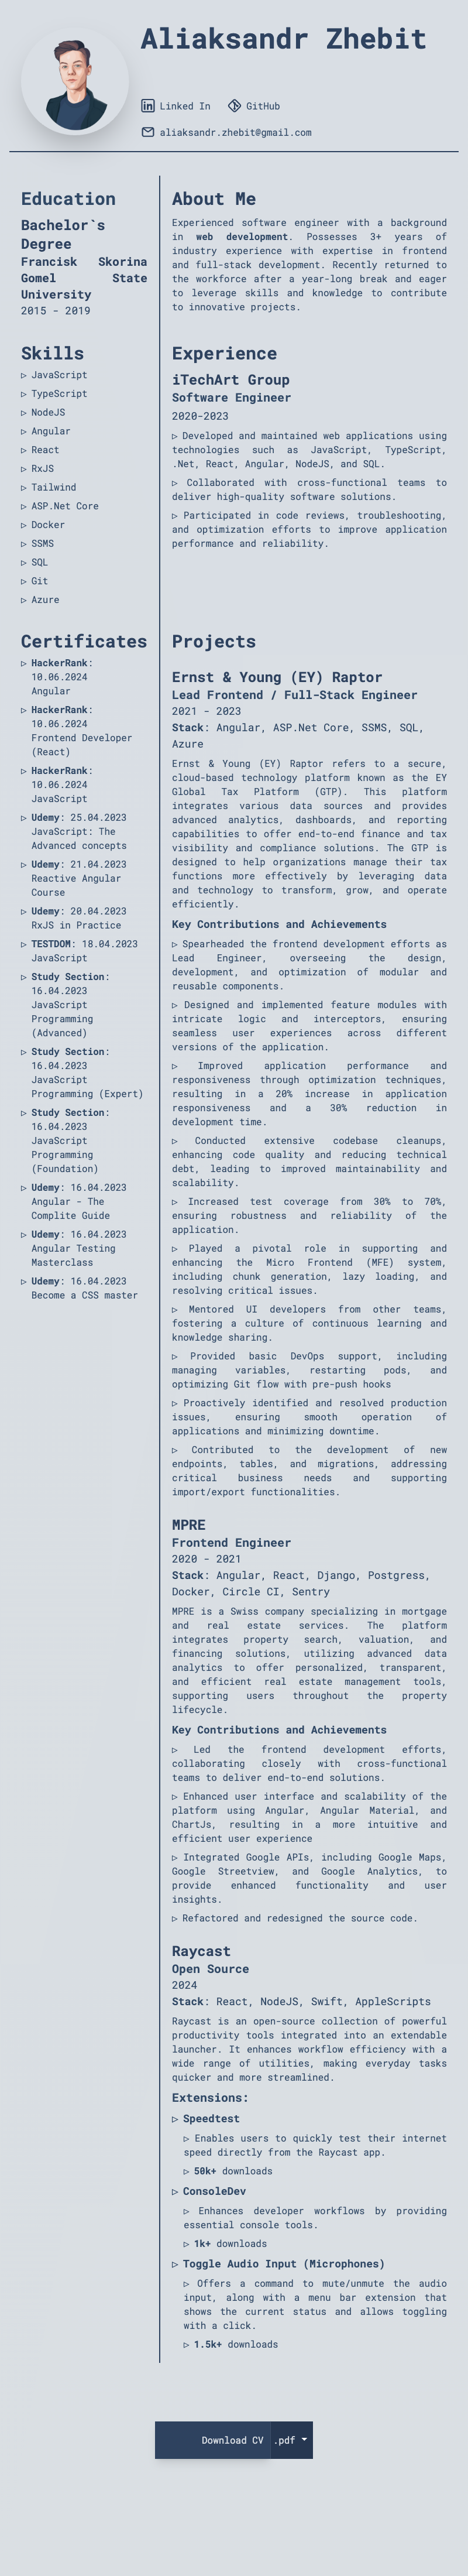 Aliaksandr Zhebit
Linked In
GitHub
aliaksandr.zhebit@gmail.com
Education
Bachelor`s
Degree
Francisk Skorina
Gomel State
University
2015 - 2019
Skills
▷ JavaScript
▷ TypeScript
▷ NodeJS
▷ Angular
▷ React
▷ RxJS
▷ Tailwind
▷ ASP.Net Core
▷ Docker
▷ SSMS
▷ SQL
▷ Git
▷ Azure
Certificates
▷ HackerRank:
10.06.2024
Angular
▷ HackerRank:
10.06.2024
Frontend Developer
(React)
▷ HackerRank:
10.06.2024
JavaScript
▷ Udemy: 25.04.2023
JavaScript: The
Advanced concepts
▷ Udemy: 21.04.2023
Reactive Angular
Course
▷ Udemy: 20.04.2023
RxJS in Practice
▷ TESTDOM: 18.04.2023
JavaScript
▷ Study Section:
16.04.2023
JavaScript
Programming
(Advanced)
▷ Study Section:
16.04.2023
JavaScript
Programming (Expert)
▷ Study Section:
16.04.2023
JavaScript
Programming
(Foundation)
▷ Udemy: 16.04.2023
Angular - The
Complite Guide
▷ Udemy: 16.04.2023
Angular Testing
Masterclass
▷ Udemy: 16.04.2023
Become a CSS master
About Me
Experienced software engineer with a background
in web development. Possesses 3+ years of
industry experience with expertise in frontend
and full-stack development. Recently returned to
the workforce after a year-long break and eager
to leverage skills and knowledge to contribute
to innovative projects.
Experience
iTechArt Group
Software Engineer
2020-2023
▷ Developed and maintained web applications using
technologies such as JavaScript, TypeScript,
.Net, React, Angular, NodeJS, and SQL.
▷ Collaborated with cross-functional teams to
deliver high-quality software solutions.
▷ Participated in code reviews, troubleshooting,
and optimization efforts to improve application
performance and reliability.
Projects
Ernst & Young (EY) Raptor
Lead Frontend / Full-Stack Engineer
2021 - 2023
Stack: Angular, ASP.Net Core, SSMS, SQL,
Azure
Ernst & Young (EY) Raptor refers to a secure,
cloud-based technology platform known as the EY
Global Tax Platform (GTP). This platform
integrates various data sources and provides
advanced analytics, dashboards, and reporting
capabilities to offer end-to-end finance and tax
visibility and compliance solutions. The GTP is
designed to help organizations manage their tax
functions more effectively by leveraging data
and technology to transform, grow, and operate
efficiently.
Key Contributions and Achievements
▷ Spearheaded the frontend development efforts as
Lead Engineer, overseeing the design,
development, and optimization of modular and
reusable components.
▷ Designed and implemented feature modules with
intricate logic and interceptors, ensuring
seamless user experiences across different
versions of the application.
▷ Improved application performance and
responsiveness through optimization techniques,
resulting in a 20% increase in application
responsiveness and a 30% reduction in
development time.
▷ Conducted extensive codebase cleanups,
enhancing code quality and reducing technical
debt, leading to improved maintainability and
scalability.
▷ Increased test coverage from 30% to 70%,
ensuring robustness and reliability of the
application.
▷ Played a pivotal role in supporting and
enhancing the Micro Frontend (MFE) system,
including chunk generation, lazy loading, and
resolving critical issues.
▷ Mentored UI developers from other teams,
fostering a culture of continuous learning and
knowledge sharing.
▷ Provided basic DevOps support, including
managing variables, restarting pods, and
optimizing Git flow with pre-push hooks
▷ Proactively identified and resolved production
issues, ensuring smooth operation of
applications and minimizing downtime.
▷ Contributed to the development of new
endpoints, tables, and migrations, addressing
critical business needs and supporting
import/export functionalities.
MPRE
Frontend Engineer
2020 - 2021
Stack: Angular, React, Django, Postgress,
Docker, Circle CI, Sentry
MPRE is a Swiss company specializing in mortgage
and real estate services. The platform
integrates property search, valuation, and
financing solutions, utilizing advanced data
analytics to offer personalized, transparent,
and efficient real estate management tools,
supporting users throughout the property
lifecycle.
Key Contributions and Achievements
▷ Led the frontend development efforts,
collaborating closely with cross-functional
teams to deliver end-to-end solutions.
▷ Enhanced user interface and scalability of the
platform using Angular, Angular Material, and
ChartJs, resulting in a more intuitive and
efficient user experience
▷ Integrated Google APIs, including Google Maps,
Google Streetview, and Google Analytics, to
provide enhanced functionality and user
insights.
▷ Refactored and redesigned the source code.
Raycast
Open Source
2024
Stack: React, NodeJS, Swift, AppleScripts
Raycast is an open-source collection of powerful
productivity tools integrated into an extendable
launcher. It enhances workflow efficiency with a
wide range of utilities, making everyday tasks
quicker and more streamlined.
Extensions:
▷ Speedtest
▷ Enables users to quickly test their internet
speed directly from the Raycast app.
▷ 50k+ downloads
▷ ConsoleDev
▷ Enhances developer workflows by providing
essential console tools.
▷ 1k+ downloads
▷ Toggle Audio Input (Microphones)
▷ Offers a command to mute/unmute the audio
input, along with a menu bar extension that
shows the current status and allows toggling
with a click.
▷ 1.5k+ downloads
Download CV
.pdf